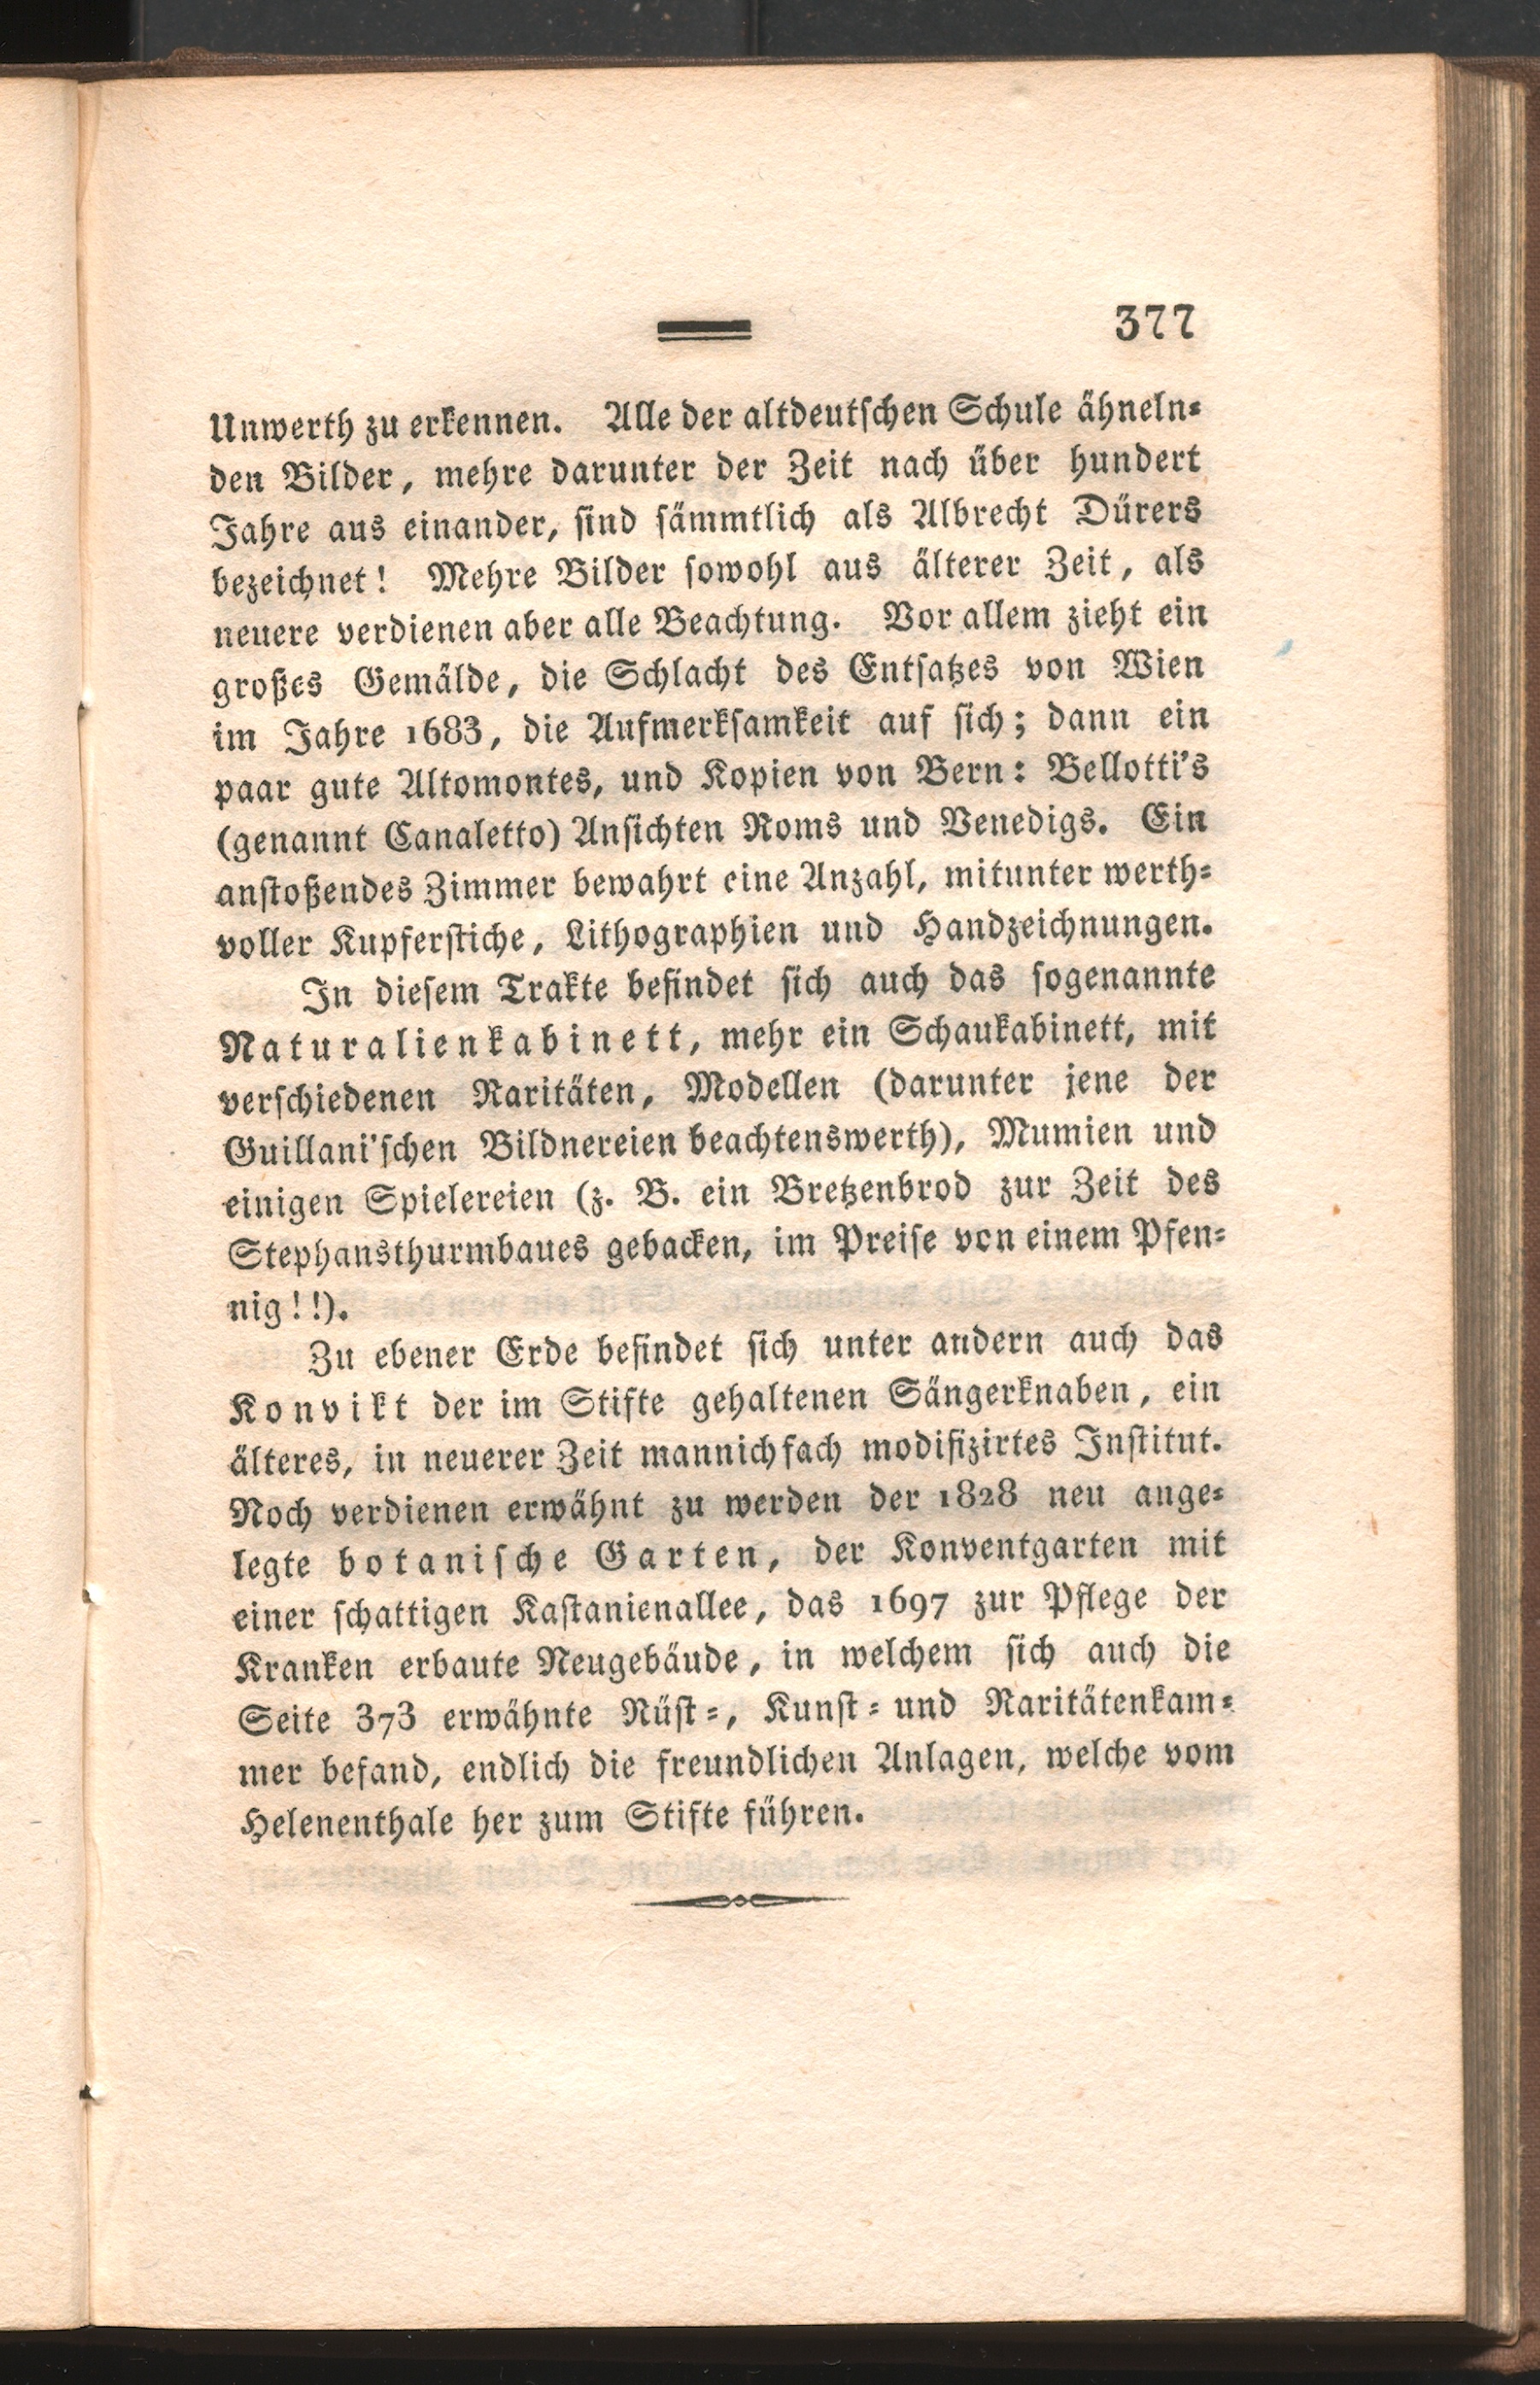 377
Unwerth zu erkennen. Alle der altdeutschen Schule ähneln-
den Bilder, mehre darunter der Zeit nach über hundert
Jahre aus einander, sind sämmtlich als Albrecht Dürers
bezeichnet! Mehre Bilder sowohl aus älterer Zeit, als
neuere verdienen aber alle Beachtung. Vor allem zieht ein
großes Gemälde, die Schlacht des Entsatzes von Wien
im Jahre 1683, die Aufmerksamkeit auf sich; dann ein
paar gute Altomontes, und Kopien von Bern: Bellotti's
(genannt Canaletto) Ansichten Roms und Venedigs. Ein
anstoßendes Zimmer bewahrt eine Anzahl, mitunter werth-
voller Kupferstiche, Lithographien und Handzeichnungen.
In diesem Trakte befindet sich auch das sogenannte
Naturalienkabinett, mehr ein Schaukabinett, mit
verschiedenen Raritäten, Modellen (darunter jene der
Guillani'schen Bildnereien beachtenswerth), Mumien und
einigen Spielereien (z. B. ein Bretzenbrod zur Zeit des
Stephansthurmbaues gebacken, im Preise von einem Pfen-
nig!!).
Zu ebener Erde befindet sich unter andern auch das
Konvikt der im Stifte gehaltenen Sängerknaben, ein
älteres, in neuerer Zeit mannichfach modifizirtes Institut.
Noch verdienen erwähnt zu werden der 1828 neu ange-
legte botanische Garten, der Konventgarten mit
einer schattigen Kastanienallee, das 1697 zur Pflege der
Kranken erbaute Neugebäude, in welchem sich auch die
Seite 373 erwähnte Rüst-, Kunst- und Raritätenkam-
mer befand, endlich die freundlichen Anlagen, welche vom
Helenenthale her zum Stifte führen.